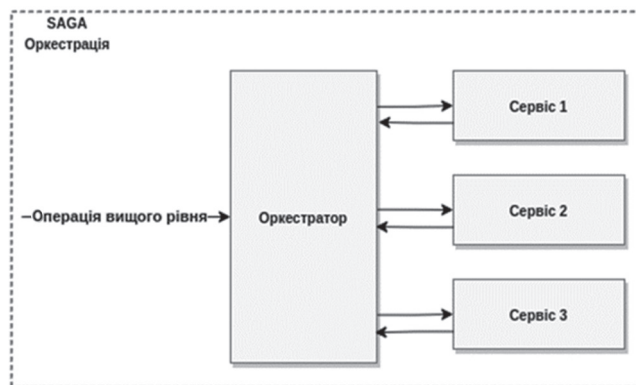 SAGA
Оркестрація
Операція вищого рівня
Оркестратор
Сервіс 1
Сервіс 2
Сервіс 3